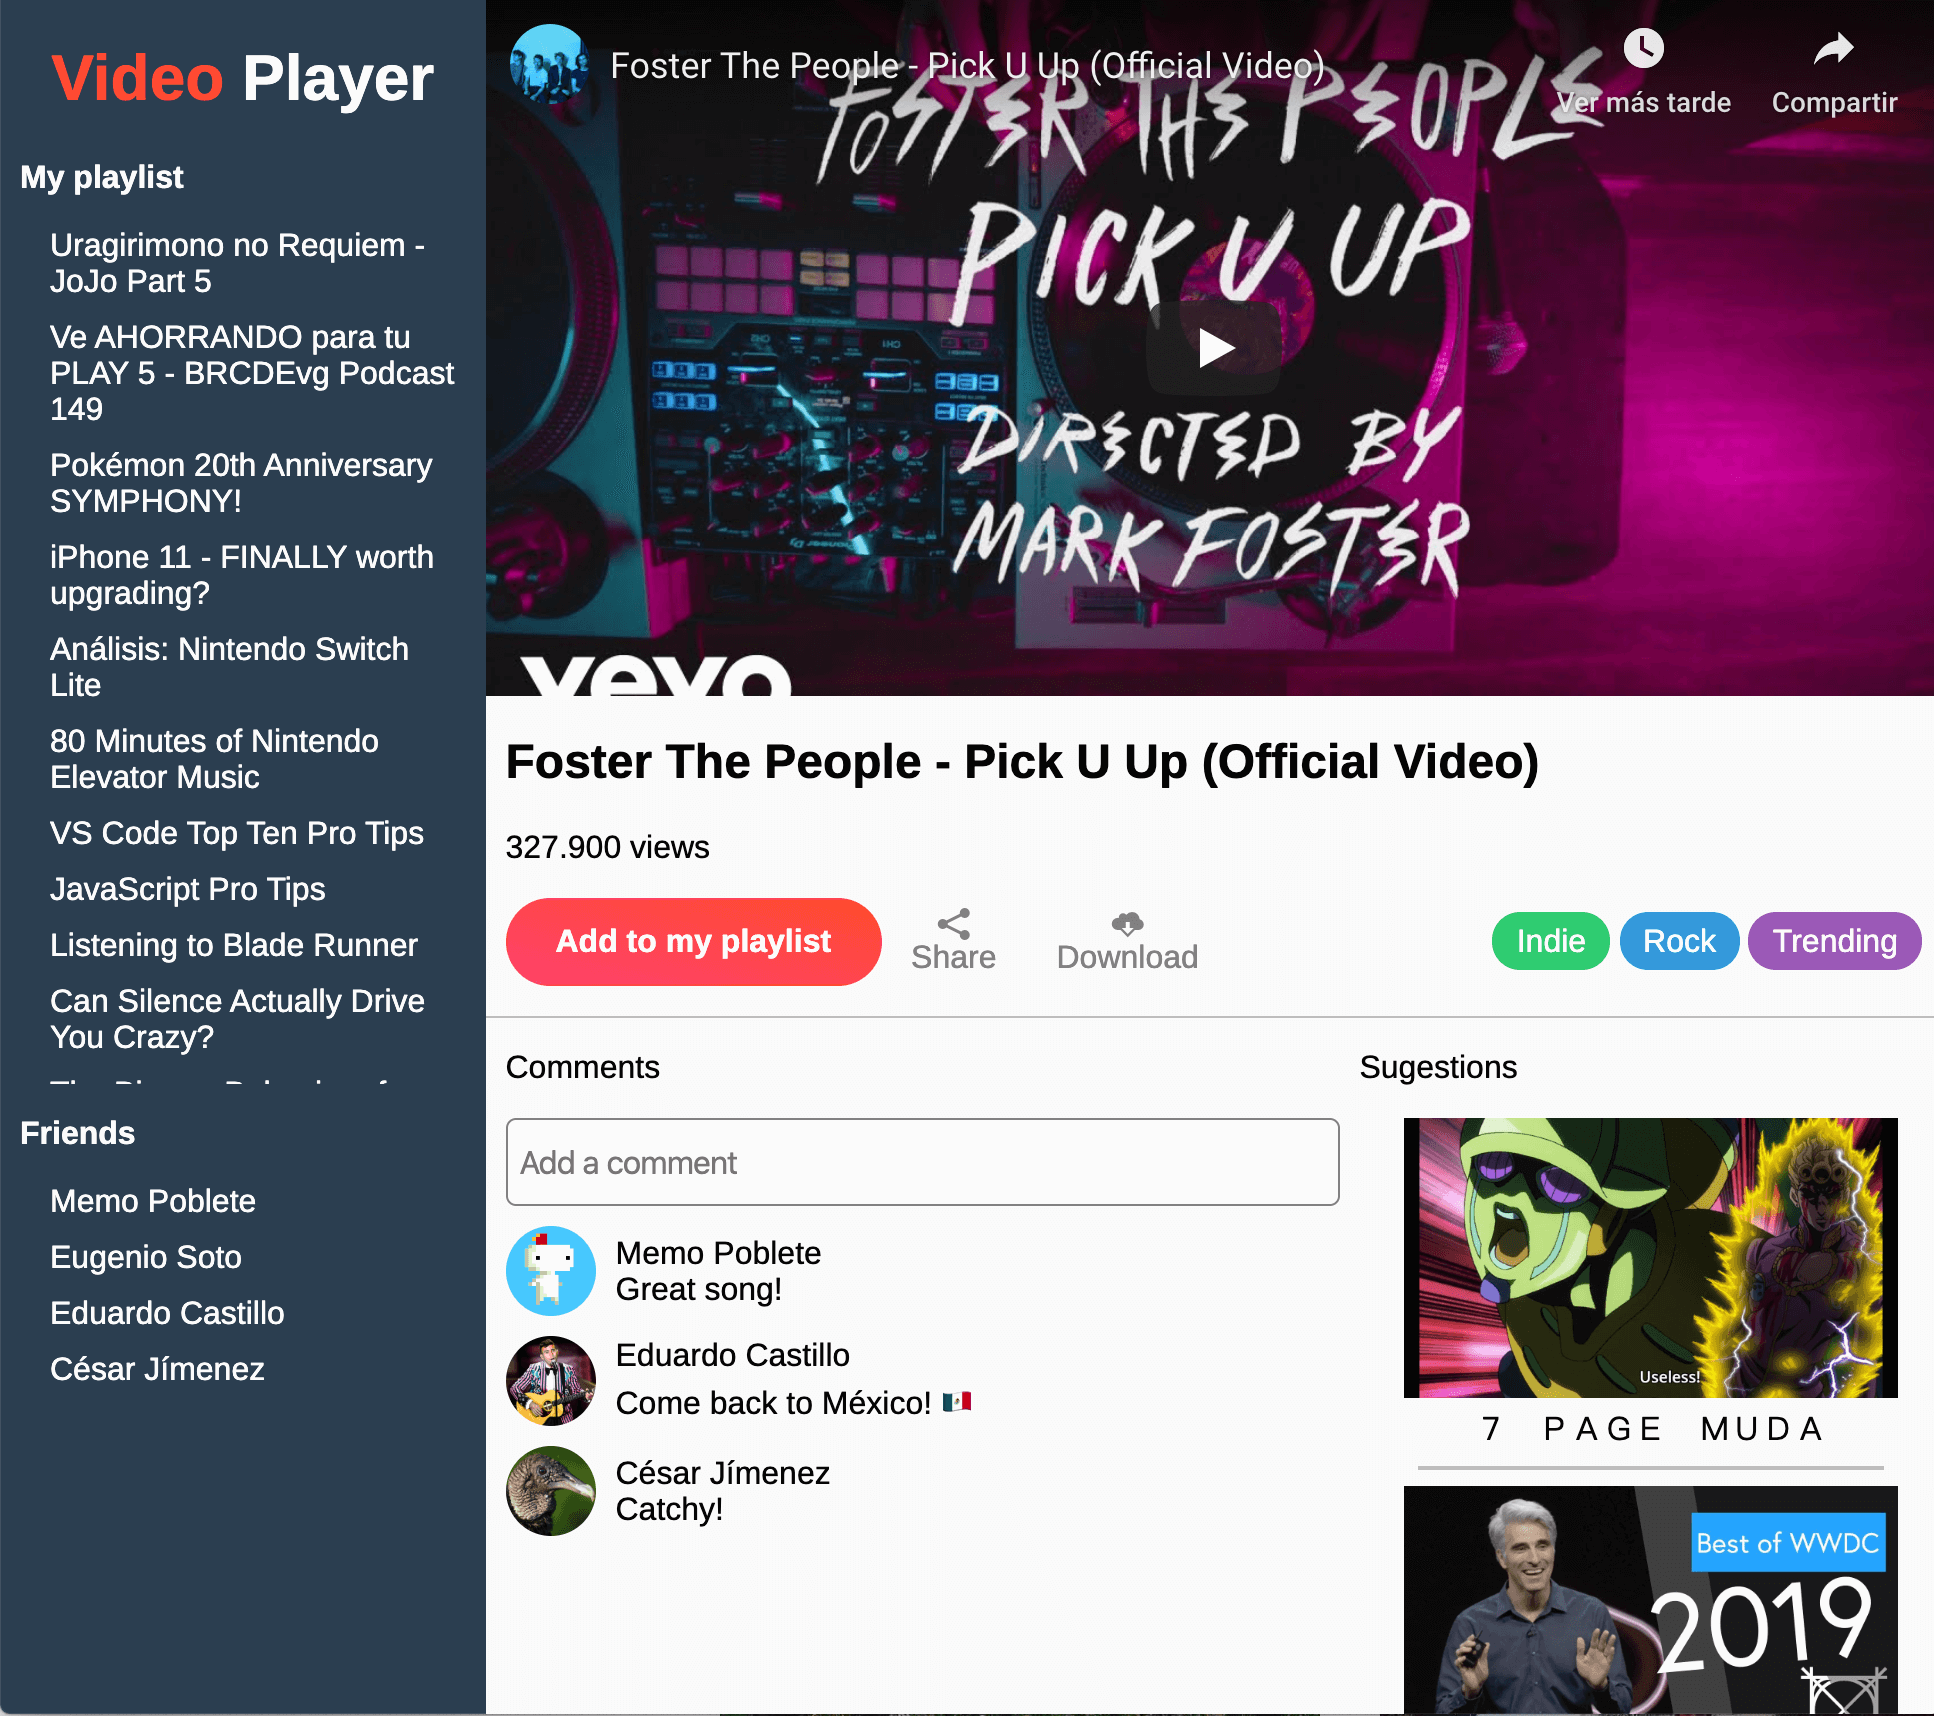 Video Player
My playlist
Uragirimono no Requiem -
JoJo Part 5
Ve AHORRANDO para tu
PLAY 5 - BRCDEvg Podcast
149
Pokémon 20th Anniversary
SYMPHONY!
iPhone 11 - FINALLY worth
upgrading?
Análisis: Nintendo Switch
Lite
80 Minutes of Nintendo
Elevator Music
VS Code Top Ten Pro Tips
JavaScript Pro Tips
Listening to Blade Runner
Can Silence Actually Drive
You Crazy?
Friends
Memo Poblete
Eugenio Soto
Eduardo Castillo
César Jímenez
Foster The People - Pick U Up (Official Video)
Ver más tarde
Compartir
FOSTER THE PEOPLE
PICK U UP
DIRECTED BY
MARK FOSTER
vevo
Foster The People - Pick U Up (Official Video)
327.900 views
Add to my playlist
Share
Download
Indie
Rock
Trending
Comments
Add a comment
Memo Poblete
Great song!
Eduardo Castillo
Come back to México! 🇲🇽
César Jímenez
Catchy!
Sugestions
Useless!
7 PAGE MUDA
Best of WWDC
2019